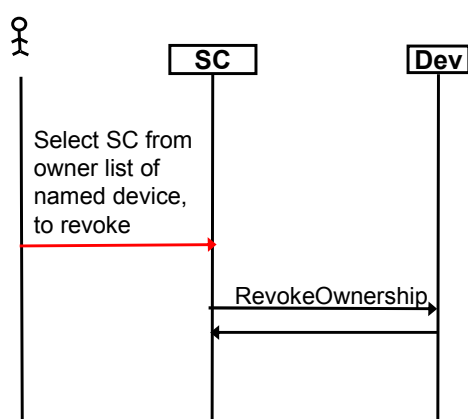 SC
Dev
Select SC from
owner list of
named device,
to revoke
RevokeOwnership